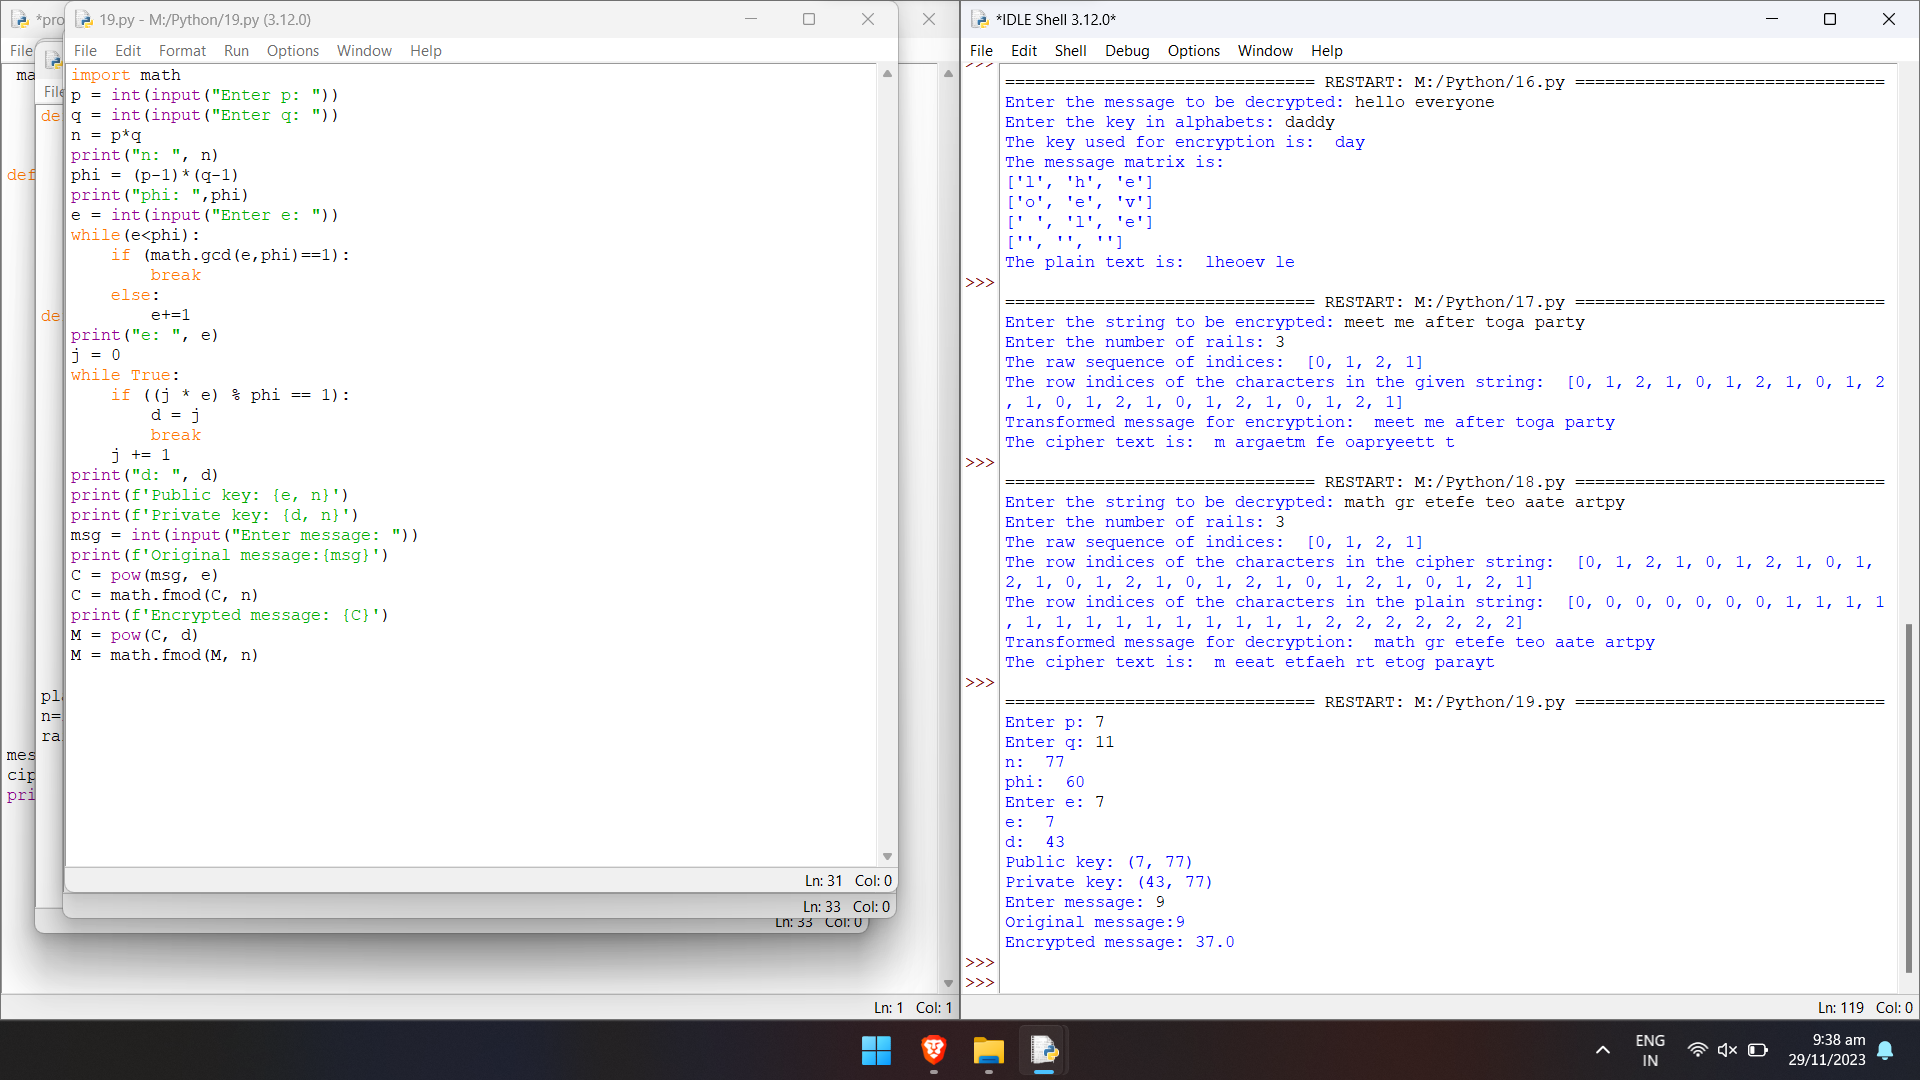 *pro
File
ma
def
mes
cip
pri
Ln: 1 Col: 1
File
de
de
pl
n=
ra
Ln: 33 Col: 0
Ln: 33 Col: 0
19.py - M:/Python/19.py (3.12.0)
File Edit Format Run Options Window Help
import math
p = int(input("Enter p: "))
q = int(input("Enter q: "))
n = p*q
print("n: ", n)
phi = (p-1)*(q-1)
print("phi: ",phi)
e = int(input("Enter e: "))
while(e<phi):
    if (math.gcd(e,phi)==1):
        break
    else:
        e+=1
print("e: ", e)
j = 0
while True:
    if ((j * e) % phi == 1):
        d = j
        break
    j += 1
print("d: ", d)
print(f'Public key: {e, n}')
print(f'Private key: {d, n}')
msg = int(input("Enter message: "))
print(f'Original message:{msg}')
C = pow(msg, e)
C = math.fmod(C, n)
print(f'Encrypted message: {C}')
M = pow(C, d)
M = math.fmod(M, n)
Ln: 31 Col: 0
*IDLE Shell 3.12.0*
File Edit Shell Debug Options Window Help
>>>
=============================== RESTART: M:/Python/16.py ===============================
Enter the message to be decrypted: hello everyone
Enter the key in alphabets: daddy
The key used for encryption is:  day
The message matrix is:
['l', 'h', 'e']
['o', 'e', 'v']
[' ', 'l', 'e']
['', '', '']
The plain text is:  lheoev le
>>>
=============================== RESTART: M:/Python/17.py ===============================
Enter the string to be encrypted: meet me after toga party
Enter the number of rails: 3
The raw sequence of indices:  [0, 1, 2, 1]
The row indices of the characters in the given string:  [0, 1, 2, 1, 0, 1, 2, 1, 0, 1, 2
, 1, 0, 1, 2, 1, 0, 1, 2, 1, 0, 1, 2, 1]
Transformed message for encryption:  meet me after toga party
The cipher text is:  m argaetm fe oapryeett t
>>>
=============================== RESTART: M:/Python/18.py ===============================
Enter the string to be decrypted: math gr etefe teo aate artpy
Enter the number of rails: 3
The raw sequence of indices:  [0, 1, 2, 1]
The row indices of the characters in the cipher string:  [0, 1, 2, 1, 0, 1, 2, 1, 0, 1,
2, 1, 0, 1, 2, 1, 0, 1, 2, 1, 0, 1, 2, 1, 0, 1, 2, 1]
The row indices of the characters in the plain string:  [0, 0, 0, 0, 0, 0, 0, 1, 1, 1, 1
, 1, 1, 1, 1, 1, 1, 1, 1, 1, 1, 2, 2, 2, 2, 2, 2, 2]
Transformed message for decryption:  math gr etefe teo aate artpy
The cipher text is:  m eeat etfaeh rt etog parayt
>>>
=============================== RESTART: M:/Python/19.py ===============================
Enter p: 7
Enter q: 11
n:  77
phi:  60
Enter e: 7
e:  7
d:  43
Public key: (7, 77)
Private key: (43, 77)
Enter message: 9
Original message:9
Encrypted message: 37.0
>>>
>>>
Ln: 119 Col: 0
ENG
IN
9:38 am
29/11/2023